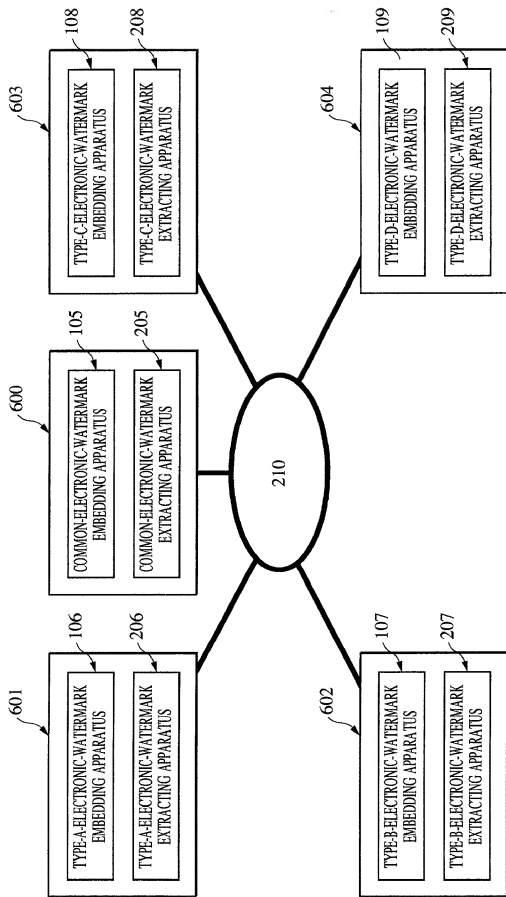 601
TYPE-A-ELECTRONIC-WATERMARK
EMBEDDING APPARATUS
106
TYPE-A-ELECTRONIC-WATERMARK
EXTRACTING APPARATUS
206
600
COMMON-ELECTRONIC-WATERMARK
EMBEDDING APPARATUS
105
COMMON-ELECTRONIC-WATERMARK
EXTRACTING APPARATUS
205
603
TYPE-C-ELECTRONIC-WATERMARK
EMBEDDING APPARATUS
108
TYPE-C-ELECTRONIC-WATERMARK
EXTRACTING APPARATUS
208
210
602
TYPE-B-ELECTRONIC-WATERMARK
EMBEDDING APPARATUS
107
TYPE-B-ELECTRONIC-WATERMARK
EXTRACTING APPARATUS
207
604
TYPE-D-ELECTRONIC-WATERMARK
EMBEDDING APPARATUS
109
TYPE-D-ELECTRONIC-WATERMARK
EXTRACTING APPARATUS
209